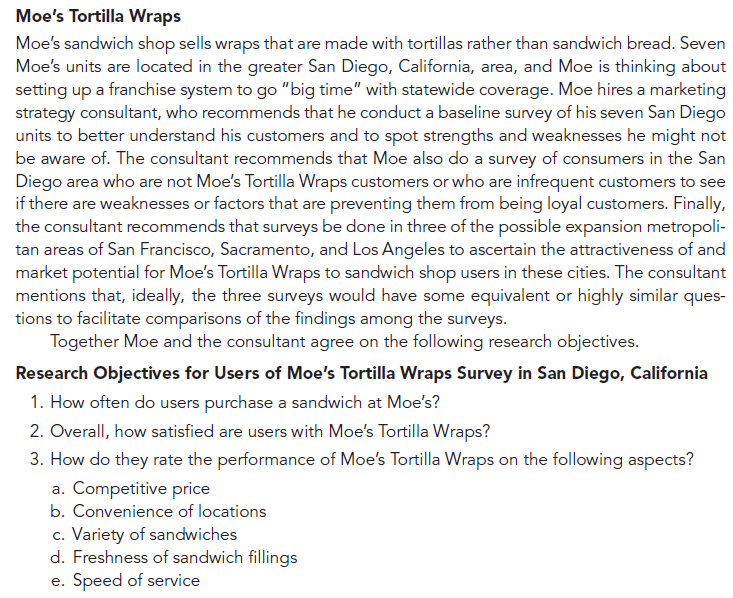 Moe's Tortilla Wraps
Moe's sandwich shop sells wraps that are made with tortillas rather than sandwich bread. Seven
Moe's units are located in the greater San Diego, California, area, and Moe is thinking about
setting up a franchise system to go "big time" with statewide coverage. Moe hires a marketing
strategy consultant, who recommends that he conduct a baseline survey of his seven San Diego
units to better understand his customers and to spot strengths and weaknesses he might not
be aware of. The consultant recommends that Moe also do a survey of consumers in the San
Diego area who are not Moe's Tortilla Wraps customers or who are infrequent customers to see
if there are weaknesses or factors that are preventing them from being loyal customers. Finally,
the consultant recommends that surveys be done in three of the possible expansion metropoli-
tan areas of San Francisco, Sacramento, and Los Angeles to ascertain the attractiveness of and
market potential for Moe's Tortilla Wraps to sandwich shop users in these cities. The consultant
mentions that, ideally, the three surveys would have some equivalent or highly similar ques-
tions to facilitate comparisons of the findings among the surveys.
Together Moe and the consultant agree on the following research objectives.
Research Objectives for Users of Moe's Tortilla Wraps Survey in San Diego, California
1. How often do users purchase a sandwich at Moe's?
2. Overall, how satisfied are users with Moe's Tortilla Wraps?
3. How do they rate the performance of Moe's Tortilla Wraps on the following aspects?
a. Competitive price
b. Convenience of locations
c. Variety of sandwiches
d. Freshness of sandwich fillings
e. Speed of service